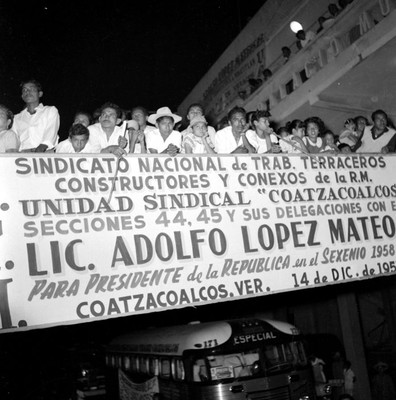 SINDICATO NACIONAL de TRAB. TERRACEROS
CONSTRUCTORES Y CONEXOS de la R.M.
UNIDAD SINDICAL "COATZACOALCOS
SECCIONES 44, 45 Y SUS DELEGACIONES CON E
LIC. ADOLFO LOPEZ MATEO
PARA PRESIDENTE de la REPUBLICA en el SEXENIO 1958
COATZACOALCOS, VER. 14 de DIC. de 195
ESPECIAL